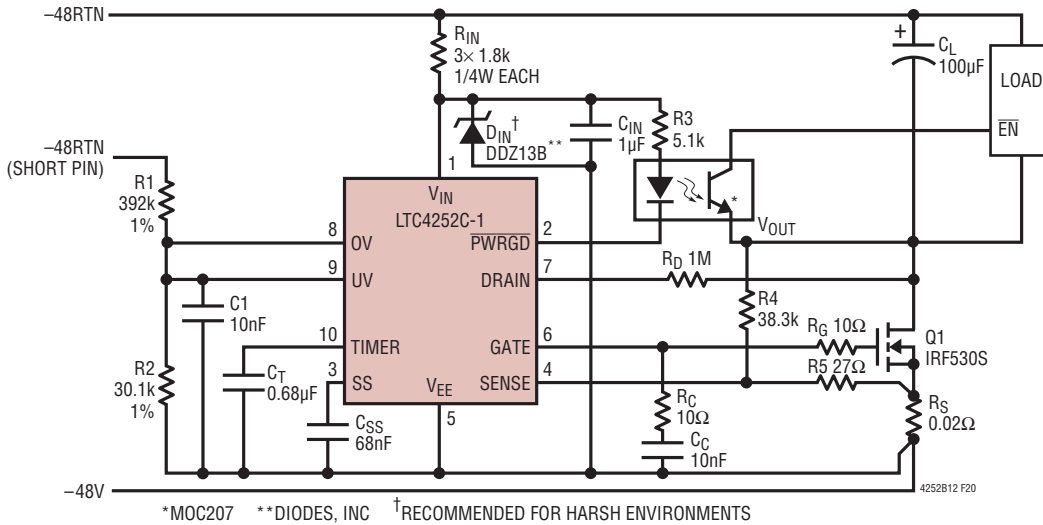 –48RTN
R_IN
3× 1.8k
1/4W EACH
+
C_L
100μF
LOAD
EN
D_IN†
DDZ13B**
C_IN
1μF
R3
5.1k
–48RTN
(SHORT PIN)
R1
392k
1%
1
V_IN
LTC4252C-1
*
V_OUT
8
OV
PWRGD
2
9
UV
DRAIN
7
R_D 1M
C1
10nF
R4
38.3k
10
TIMER
GATE
6
R_G 10Ω
Q1
IRF530S
R2
30.1k
1%
C_T
0.68μF
3
SS
V_EE
SENSE
4
R5 27Ω
5
C_SS
68nF
R_C
10Ω
C_C
10nF
R_S
0.02Ω
–48V
4252B12 F20
*MOC207 **DIODES, INC †RECOMMENDED FOR HARSH ENVIRONMENTS